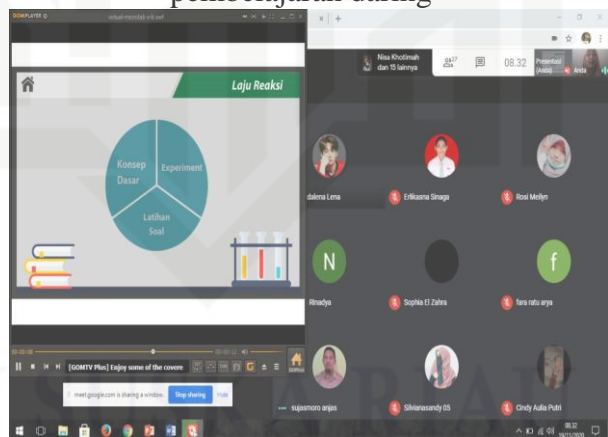 pembelajaran daring
GOMPLAYER
virtual-mondali-v-6.swf
Laju Reaksi
Konsep
Dasar
Experiment
Latihan
Soal
[GOMTV Plus] Enjoy some of the covere
meet.google.com is sharing a window.
Stop sharing
Hide
Nisa Khotimah
dan 15 lainnya
27
08.32
Presentasi
(Anda)
Anda
dalena Lena
Erlikasna Sinaga
Rosi Meilyn
N
Rinadya
Sophia El Zahra
f
fara ratu arya
sujasmoro anjas
Silvianasandy 05
Cindy Aulia Putri
08.32